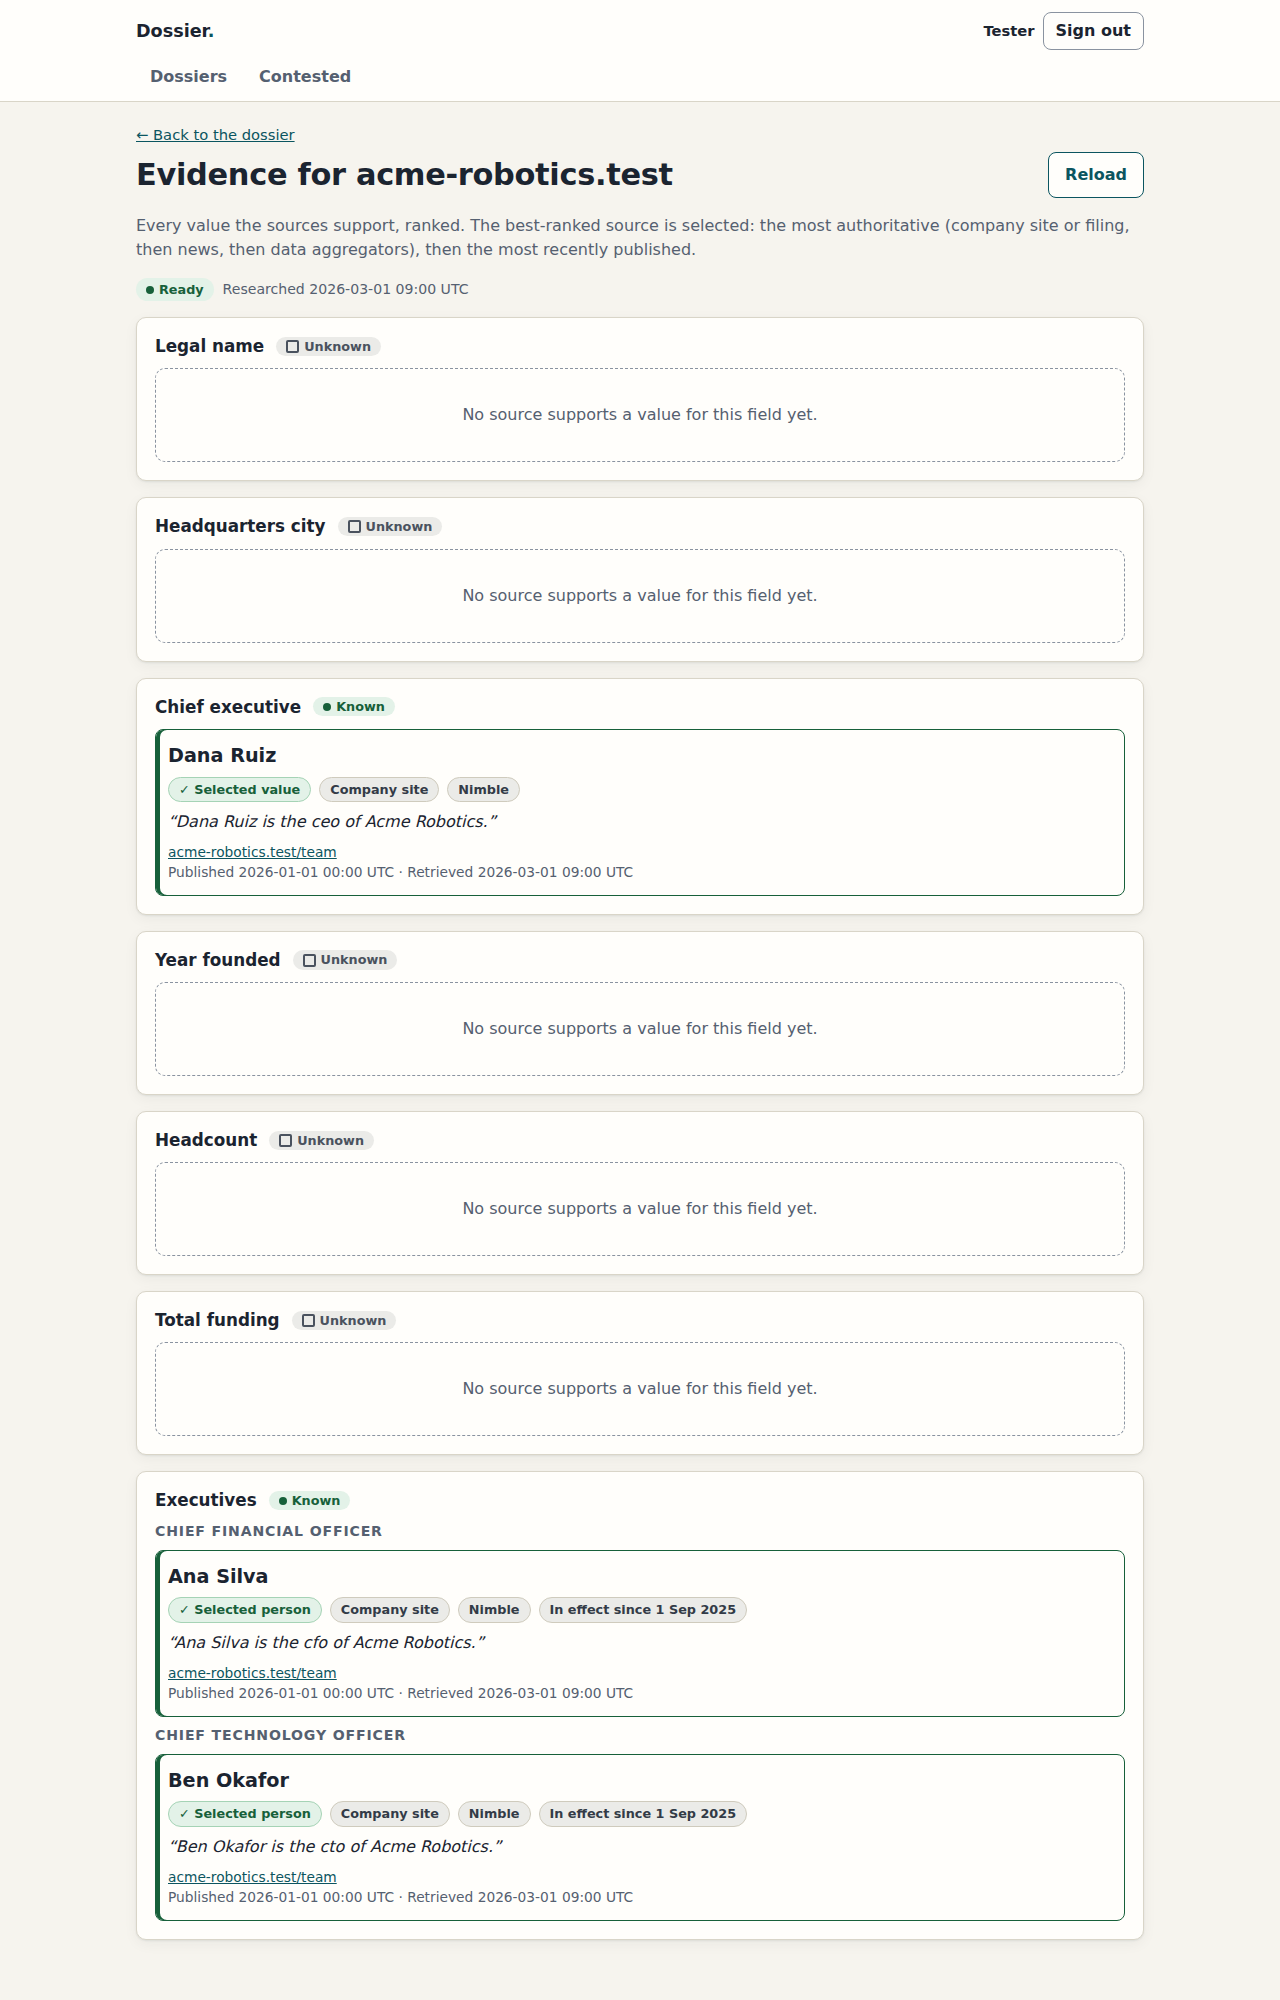 Dossier.
Tester
Sign out
Dossiers
Contested
← Back to the dossier
Evidence for acme-robotics.test
Reload
Every value the sources support, ranked. The best-ranked source is selected: the most authoritative (company site or filing,
then news, then data aggregators), then the most recently published.
Ready
Researched 2026-03-01 09:00 UTC
Legal name
Unknown
No source supports a value for this field yet.
Headquarters city
Unknown
No source supports a value for this field yet.
Chief executive
Known
Dana Ruiz
✓ Selected value
Company site
Nimble
“Dana Ruiz is the ceo of Acme Robotics.”
acme-robotics.test/team
Published 2026-01-01 00:00 UTC · Retrieved 2026-03-01 09:00 UTC
Year founded
Unknown
No source supports a value for this field yet.
Headcount
Unknown
No source supports a value for this field yet.
Total funding
Unknown
No source supports a value for this field yet.
Executives
Known
CHIEF FINANCIAL OFFICER
Ana Silva
✓ Selected person
Company site
Nimble
In effect since 1 Sep 2025
“Ana Silva is the cfo of Acme Robotics.”
acme-robotics.test/team
Published 2026-01-01 00:00 UTC · Retrieved 2026-03-01 09:00 UTC
CHIEF TECHNOLOGY OFFICER
Ben Okafor
✓ Selected person
Company site
Nimble
In effect since 1 Sep 2025
“Ben Okafor is the cto of Acme Robotics.”
acme-robotics.test/team
Published 2026-01-01 00:00 UTC · Retrieved 2026-03-01 09:00 UTC